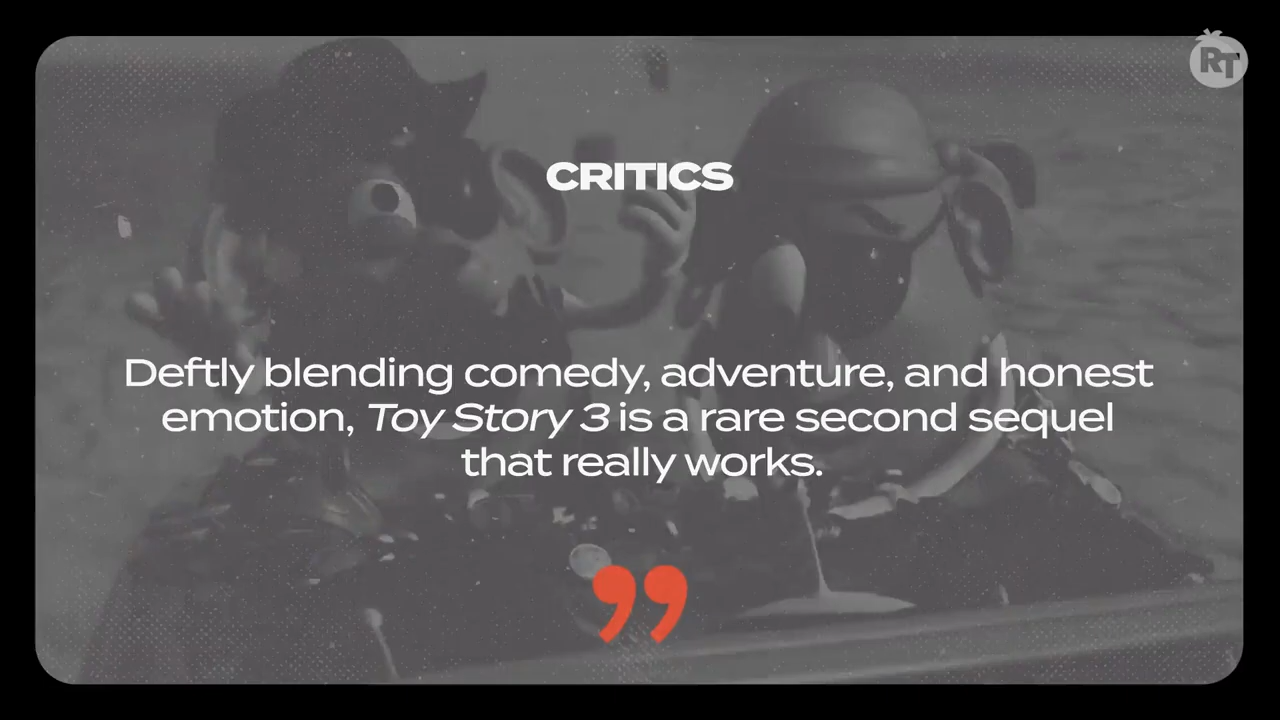 RT
CRITICS
Deftly blending comedy, adventure, and honest
emotion, Toy Story 3 is a rare second sequel
that really works.
”